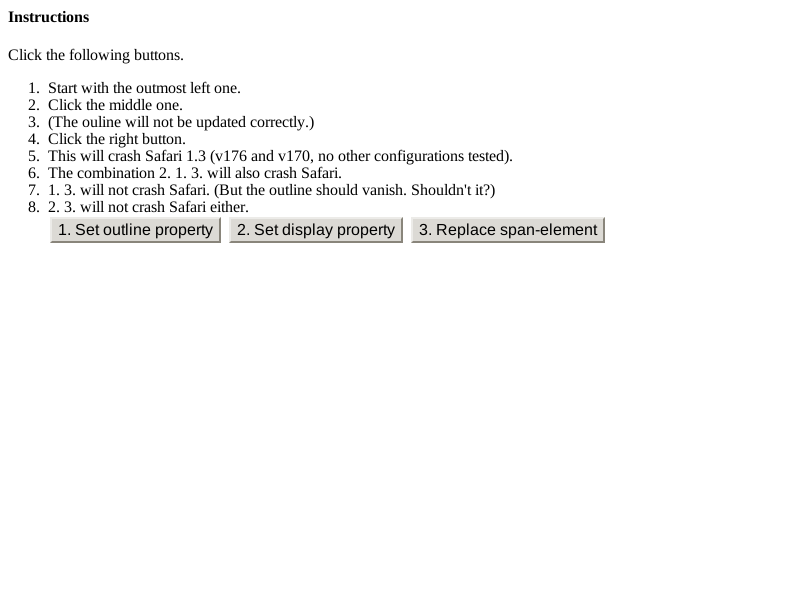 Instructions
Click the following buttons.
1. Start with the outmost left one.
2. Click the middle one.
3. (The ouline will not be updated correctly.)
4. Click the right button.
5. This will crash Safari 1.3 (v176 and v170, no other configurations tested).
6. The combination 2. 1. 3. will also crash Safari.
7. 1. 3. will not crash Safari. (But the outline should vanish. Shouldn't it?)
8. 2. 3. will not crash Safari either.
1. Set outline property 2. Set display property 3. Replace span-element